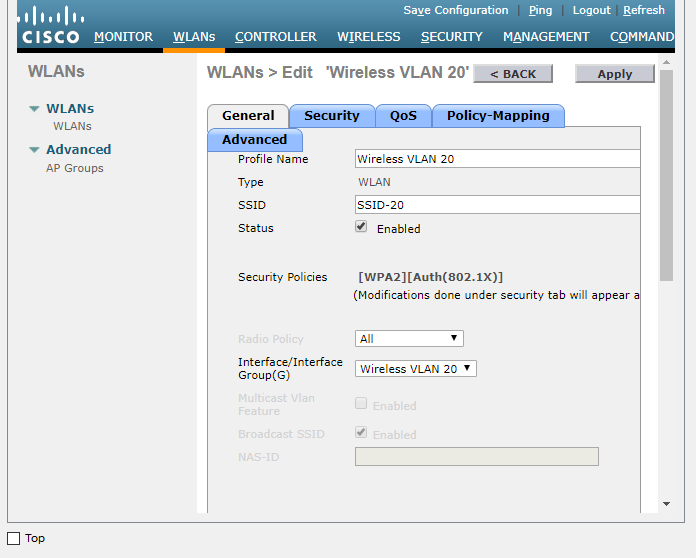 Save Configuration | Ping | Logout | Refresh
CISCO MONITOR WLANs CONTROLLER WIRELESS SECURITY MANAGEMENT COMMAND
WLANs
WLANs > Edit 'Wireless VLAN 20' < BACK Apply
WLANs
WLANs
Advanced
AP Groups
General Security QoS Policy-Mapping
Advanced
Profile Name Wireless VLAN 20
Type WLAN
SSID SSID-20
Status Enabled
Security Policies [WPA2][Auth(802.1X)]
(Modifications done under security tab will appear a
Radio Policy All
Interface/Interface
Group(G) Wireless VLAN 20
Multicast Vlan
Feature Enabled
Broadcast SSID Enabled
NAS-ID
Top